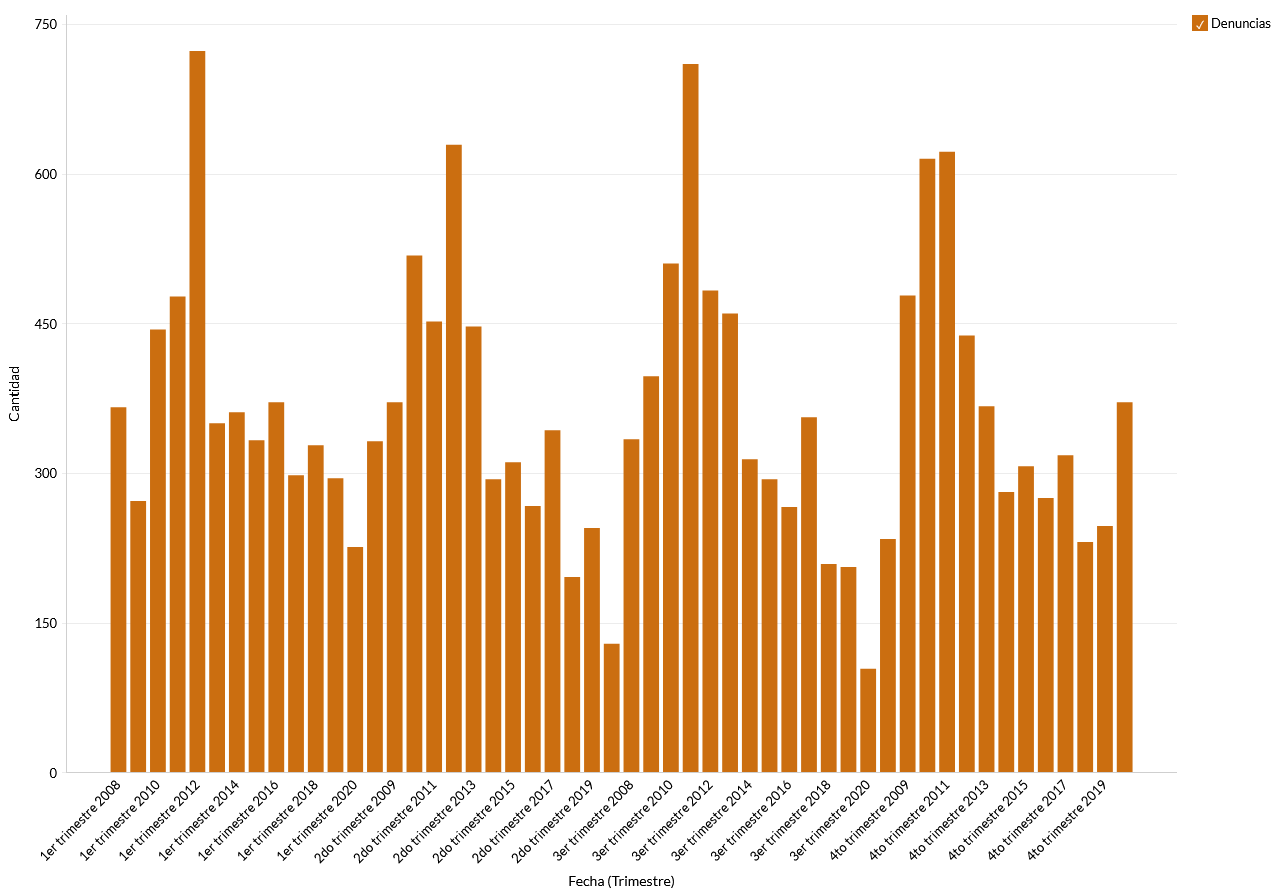 750
600
450
300
150
0
Cantidad
✓ Denuncias
1er trimestre 2008
1er trimestre 2010
1er trimestre 2012
1er trimestre 2014
1er trimestre 2016
1er trimestre 2018
1er trimestre 2020
2do trimestre 2009
2do trimestre 2011
2do trimestre 2013
2do trimestre 2015
2do trimestre 2017
2do trimestre 2019
3er trimestre 2008
3er trimestre 2010
3er trimestre 2012
3er trimestre 2014
3er trimestre 2016
3er trimestre 2018
3er trimestre 2020
4to trimestre 2009
4to trimestre 2011
4to trimestre 2013
4to trimestre 2015
4to trimestre 2017
4to trimestre 2019
Fecha (Trimestre)